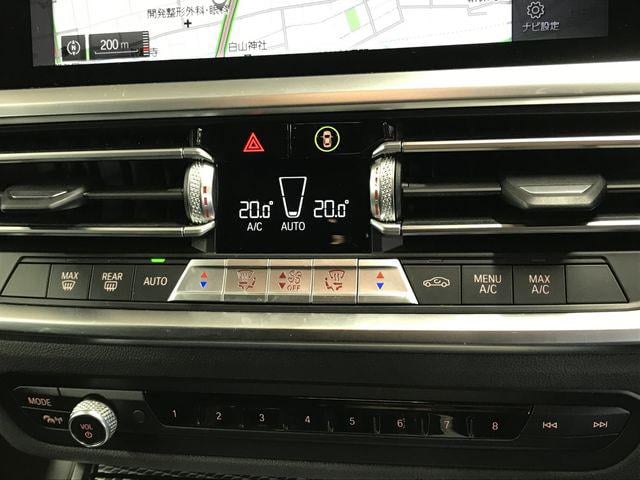 開発整形外科・眼科
200 m
白山神社
ナビ設定
20.0° 20.0°
A/C AUTO
MAX REAR AUTO OFF MENU A/C MAX A/C
MODE
VOL
1 2 3 4 5 6 7 8